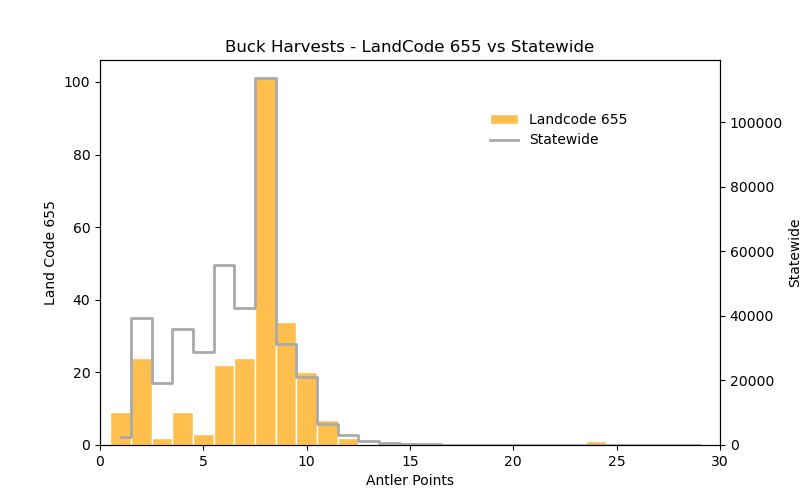 Buck Harvests - LandCode 655 vs Statewide
Landcode 655
Statewide
100
80
60
40
20
0
Land Code 655
100000
80000
60000
40000
20000
0
Statewide
0 5 10 15 20 25 30
Antler Points